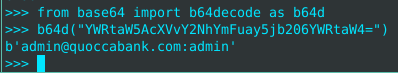 >>> from base64 import b64decode as b64d
>>> b64d("YWRtaW5AcXVvY2NhYmFuay5jb206YWRtaW4=")
b'admin@quoccabank.com:admin'
>>>